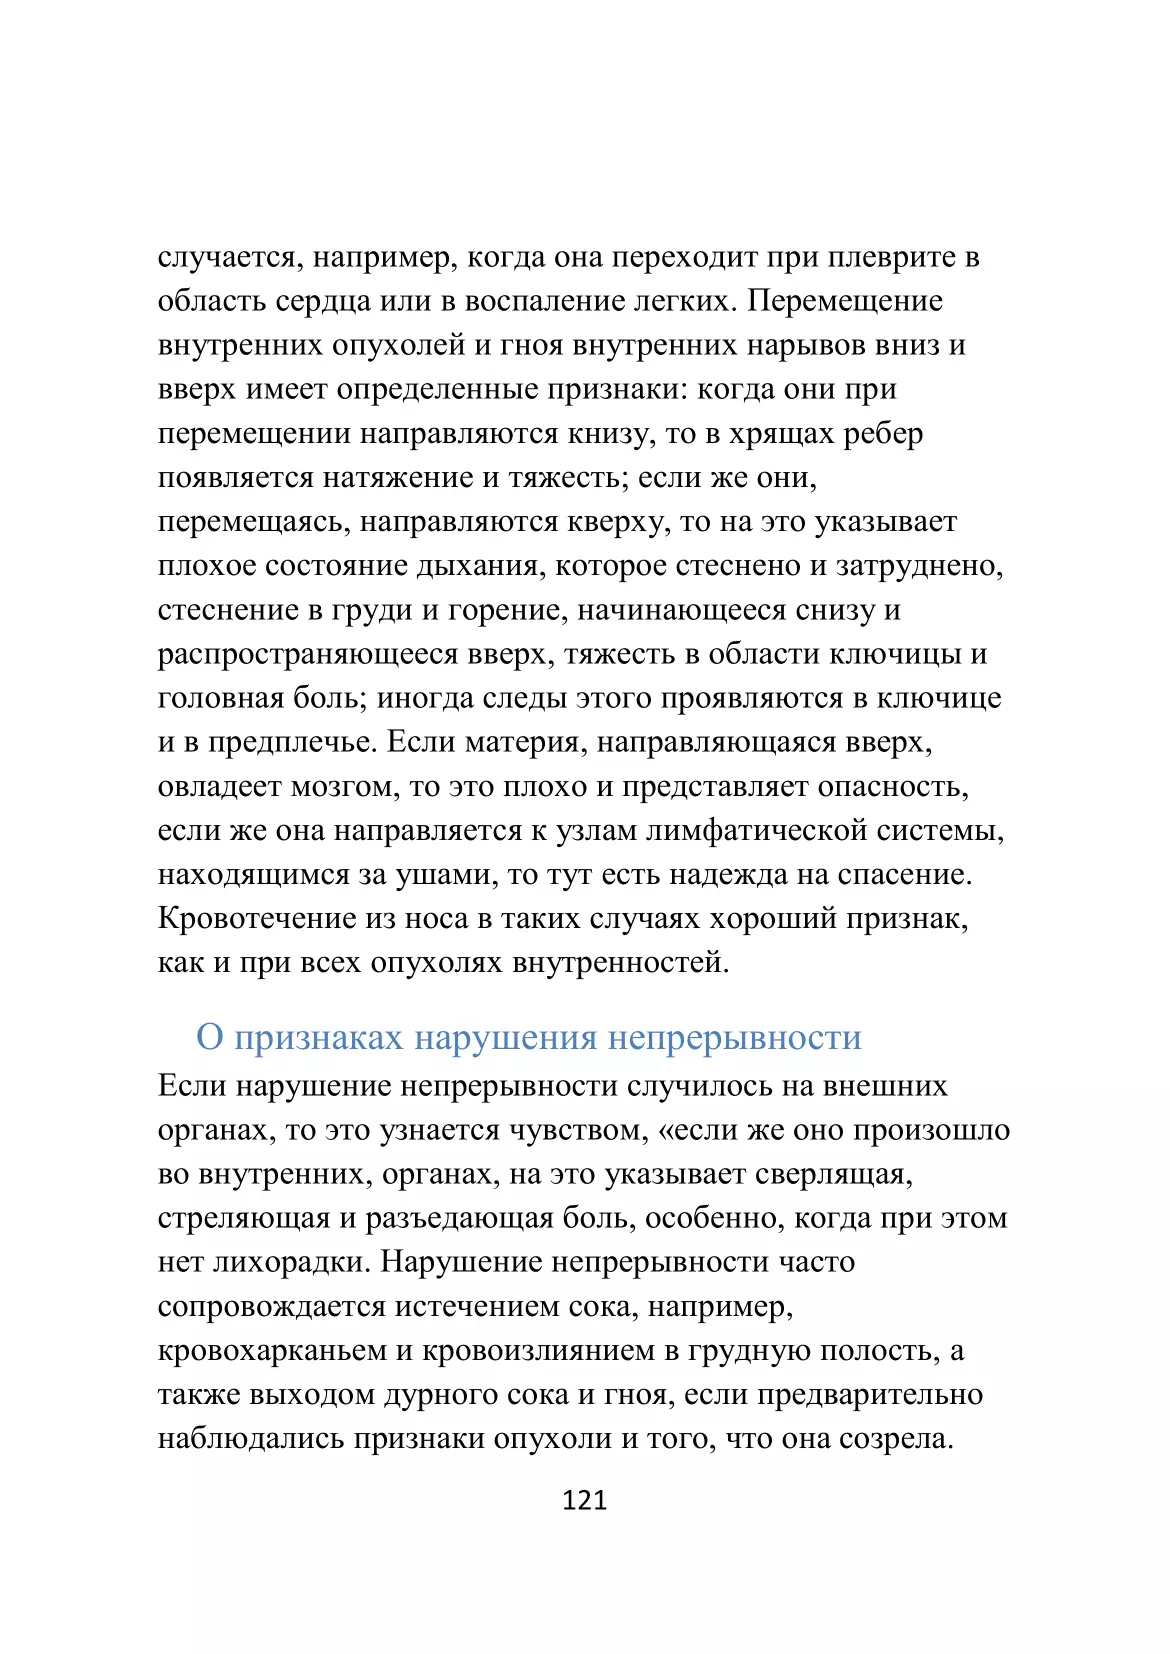 случается, например, когда она переходит при плеврите в
область сердца или в воспаление легких. Перемещение
внутренних опухолей и гноя внутренних нарывов вниз и
вверх имеет определенные признаки: когда они при
перемещении направляются книзу, то в хрящах ребер
появляется натяжение и тяжесть; если же они,
перемещаясь, направляются кверху, то на это указывает
плохое состояние дыхания, которое стеснено и затруднено,
стеснение в груди и горение, начинающееся снизу и
распространяющееся вверх, тяжесть в области ключицы и
головная боль; иногда следы этого проявляются в ключице
и в предплечье. Если материя, направляющаяся вверх,
овладеет мозгом, то это плохо и представляет опасность,
если же она направляется к узлам лимфатической системы,
находящимся за ушами, то тут есть надежда на спасение.
Кровотечение из носа в таких случаях хороший признак,
как и при всех опухолях внутренностей.
О признаках нарушения непрерывности
Если нарушение непрерывности случилось на внешних
органах, то это узнается чувством, «если же оно произошло
во внутренних, органах, на это указывает сверлящая,
стреляющая и разъедающая боль, особенно, когда при этом
нет лихорадки. Нарушение непрерывности часто
сопровождается истечением сока, например,
кровохарканьем и кровоизлиянием в грудную полость, а
также выходом дурного сока и гноя, если предварительно
наблюдались признаки опухоли и того, что она созрела.
121